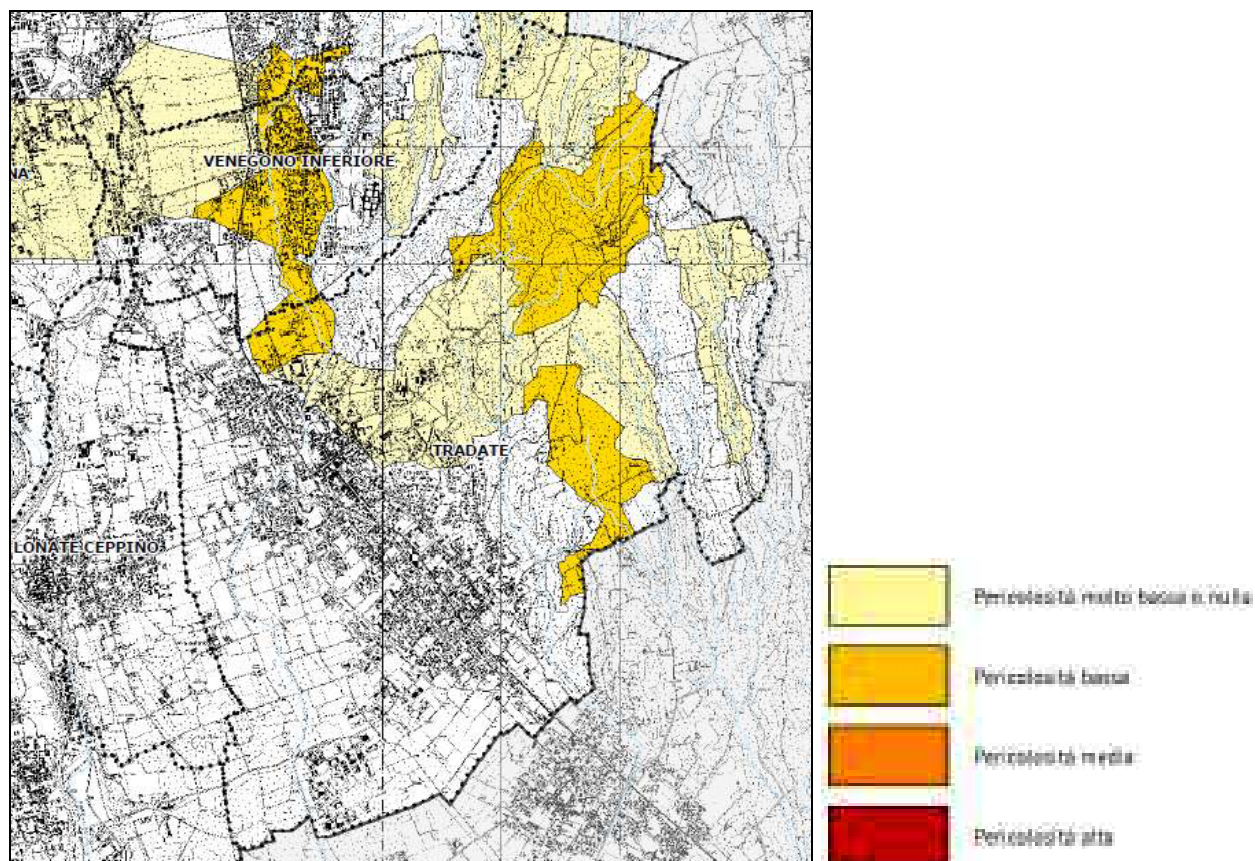 VENEGONO INFERIORE
NA
TRADATE
LONATE CEPPINO
Pericolosità molto bassa o nulla
Pericolosità bassa
Pericolosità media
Pericolosità alta